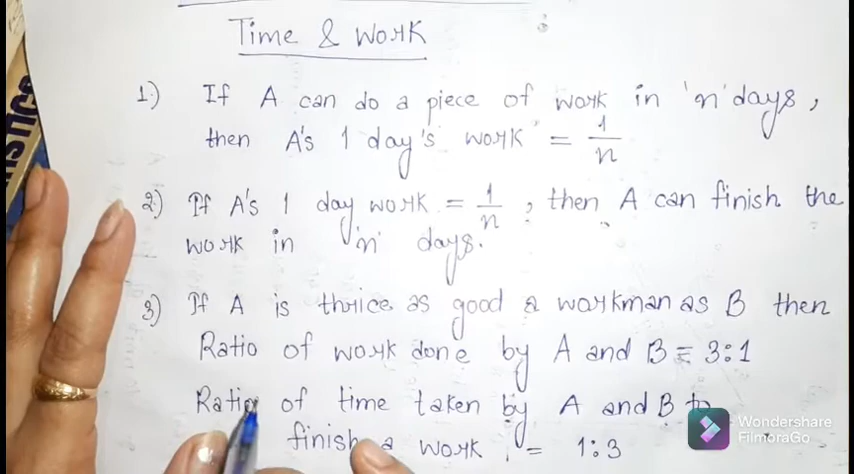 Time & Work
1.) If A can do a piece of work in 'n' days,
then A's 1 day's work = 1/n
2.) If A's 1 day work = 1/n, then A can finish the
work in 'n' days.
3) If A is thrice as good a workman as B then
Ratio of work done by A and B = 3:1
Ratio of time taken by A and B to
finish a work = 1:3
Wondershare
FilmoraGo